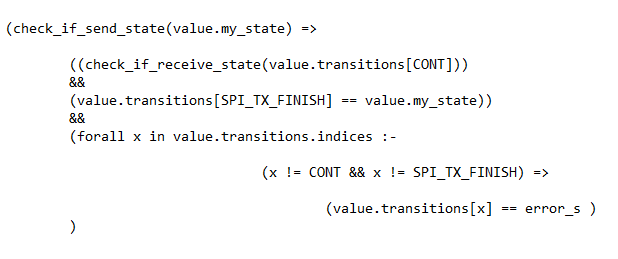 (check_if_send_state(value.my_state) =>
((check_if_receive_state(value.transitions[CONT]))
&&
(value.transitions[SPI_TX_FINISH] == value.my_state))
&&
(forall x in value.transitions.indices :-
(x != CONT && x != SPI_TX_FINISH) =>
(value.transitions[x] == error_s )
)